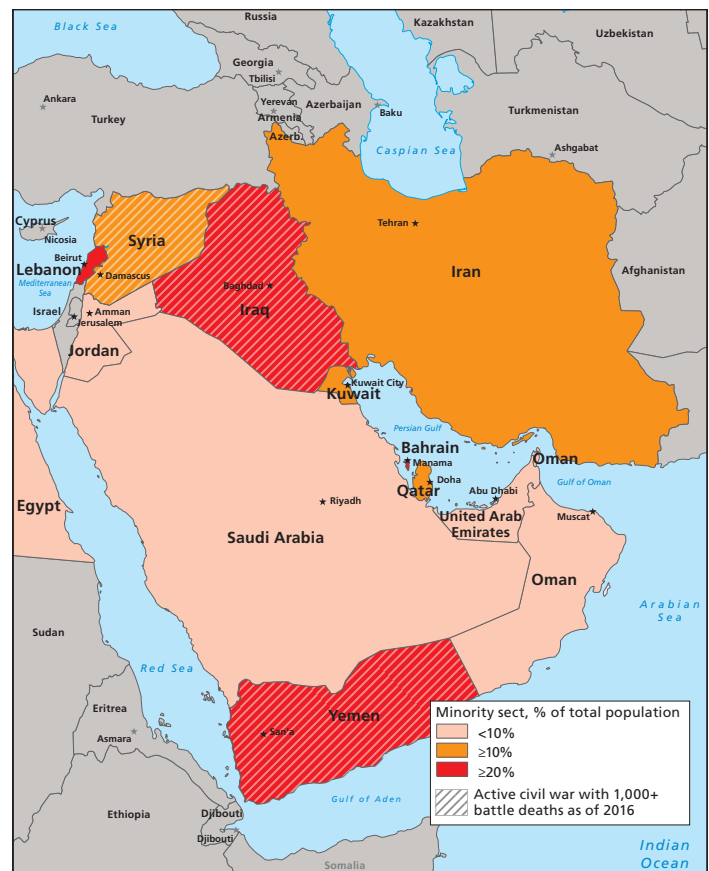 Russia
Black Sea
Kazakhstan
Uzbekistan
Georgia
Tbilisi
Ankara
Yerevan
Azerbaijan
Baku
Turkmenistan
Turkey
Armenia
Azerb.
Caspian Sea
Ashgabat
Cyprus
Nicosia
Tehran
Syria
Beirut
Lebanon
Damascus
Iran
Afghanistan
Mediterranean
Sea
Baghdad
Israel
Amman
Jerusalem
Iraq
Jordan
Kuwait City
Kuwait
Persian Gulf
Bahrain
Manama
Oman
Qatar
Doha
Abu Dhabi
Gulf of Oman
Egypt
Riyadh
United Arab
Emirates
Muscat
Saudi Arabia
Oman
Arabian
Sea
Sudan
Red Sea
Eritrea
Asmara
San'a
Yemen
Minority sect, % of total population
<10%
≥10%
≥20%
Active civil war with 1,000+
battle deaths as of 2016
Gulf of Aden
Ethiopia
Djibouti
Djibouti
Somalia
Indian
Ocean